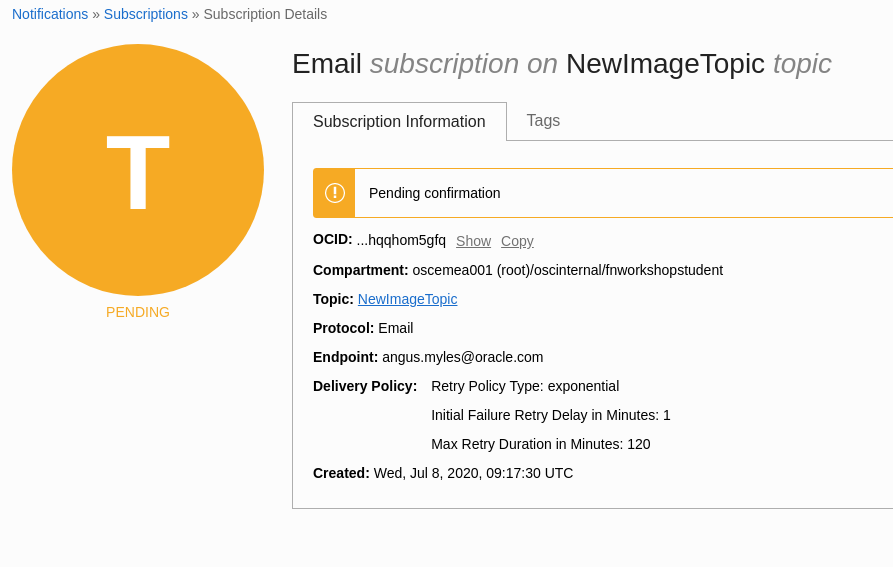 Notifications » Subscriptions » Subscription Details
T
PENDING
Email subscription on NewImageTopic topic
Subscription Information
Tags
Pending confirmation
OCID: ...hqqhom5gfq Show Copy
Compartment: oscemea001 (root)/oscinternal/fnworkshopstudent
Topic: NewImageTopic
Protocol: Email
Endpoint: angus.myles@oracle.com
Delivery Policy: Retry Policy Type: exponential
Initial Failure Retry Delay in Minutes: 1
Max Retry Duration in Minutes: 120
Created: Wed, Jul 8, 2020, 09:17:30 UTC